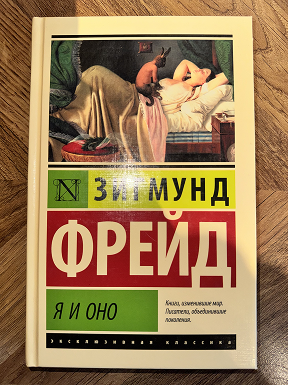 N ЗИГМУНД
ФРЕЙД
Я И ОНО
Книги, изменившие мир.
Писатели, объединившие
поколения.
ЭКСКЛЮЗИВНАЯ КЛАССИКА